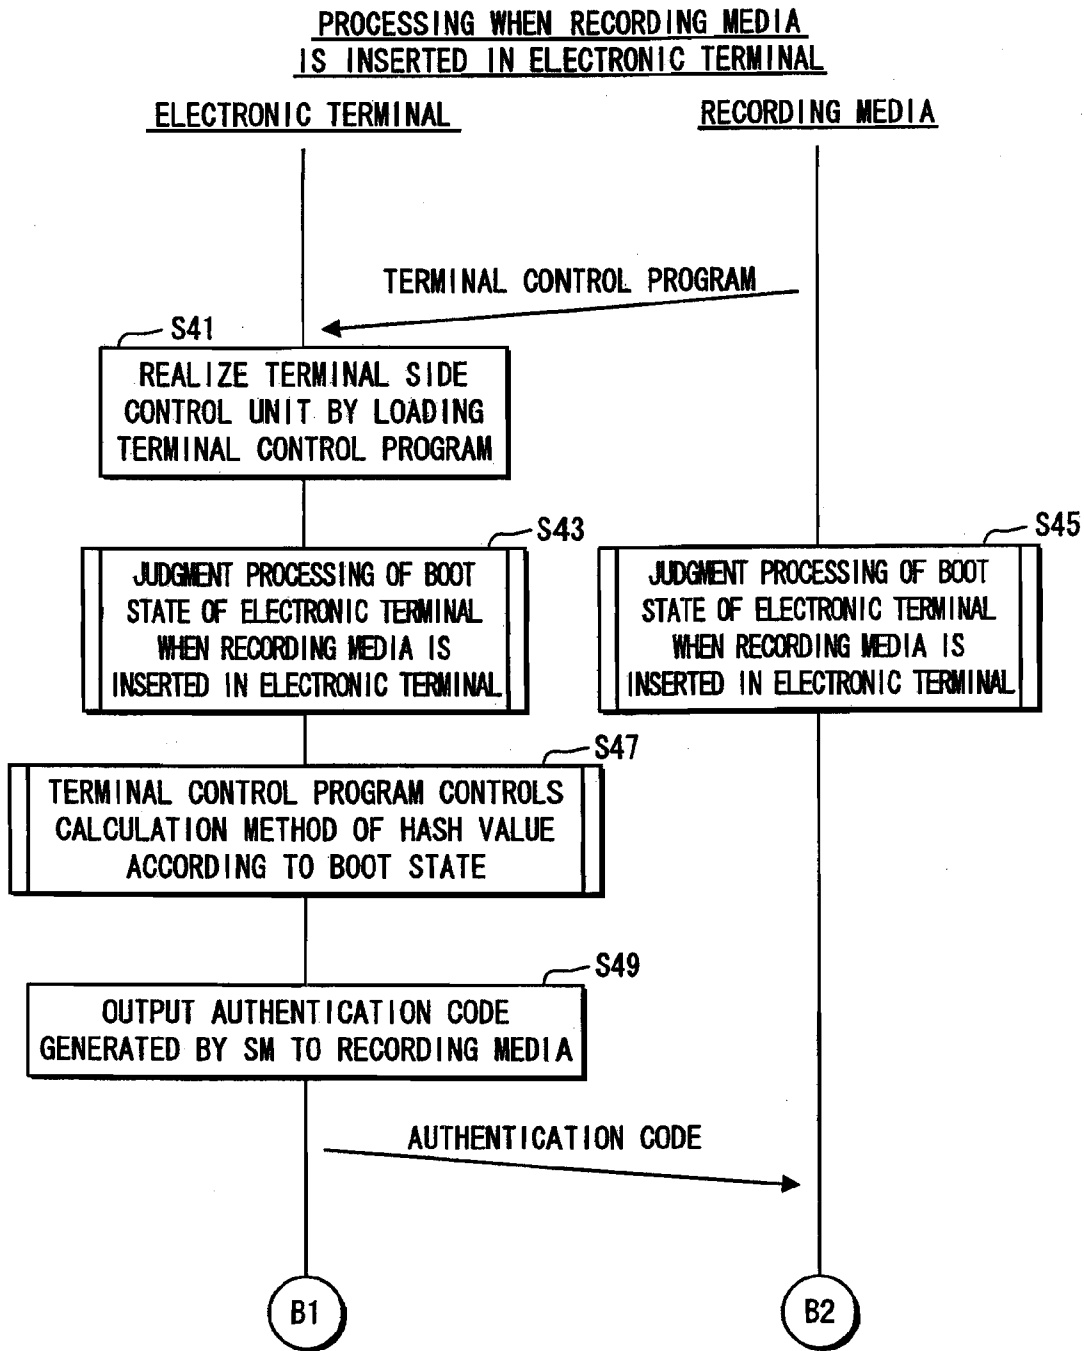 PROCESSING WHEN RECORDING MEDIA
IS INSERTED IN ELECTRONIC TERMINAL
ELECTRONIC TERMINAL
RECORDING MEDIA
TERMINAL CONTROL PROGRAM
S41
REALIZE TERMINAL SIDE
CONTROL UNIT BY LOADING
TERMINAL CONTROL PROGRAM
S43
JUDGMENT PROCESSING OF BOOT
STATE OF ELECTRONIC TERMINAL
WHEN RECORDING MEDIA IS
INSERTED IN ELECTRONIC TERMINAL
S45
JUDGMENT PROCESSING OF BOOT
STATE OF ELECTRONIC TERMINAL
WHEN RECORDING MEDIA IS
INSERTED IN ELECTRONIC TERMINAL
S47
TERMINAL CONTROL PROGRAM CONTROLS
CALCULATION METHOD OF HASH VALUE
ACCORDING TO BOOT STATE
S49
OUTPUT AUTHENTICATION CODE
GENERATED BY SM TO RECORDING MEDIA
AUTHENTICATION CODE
B1
B2